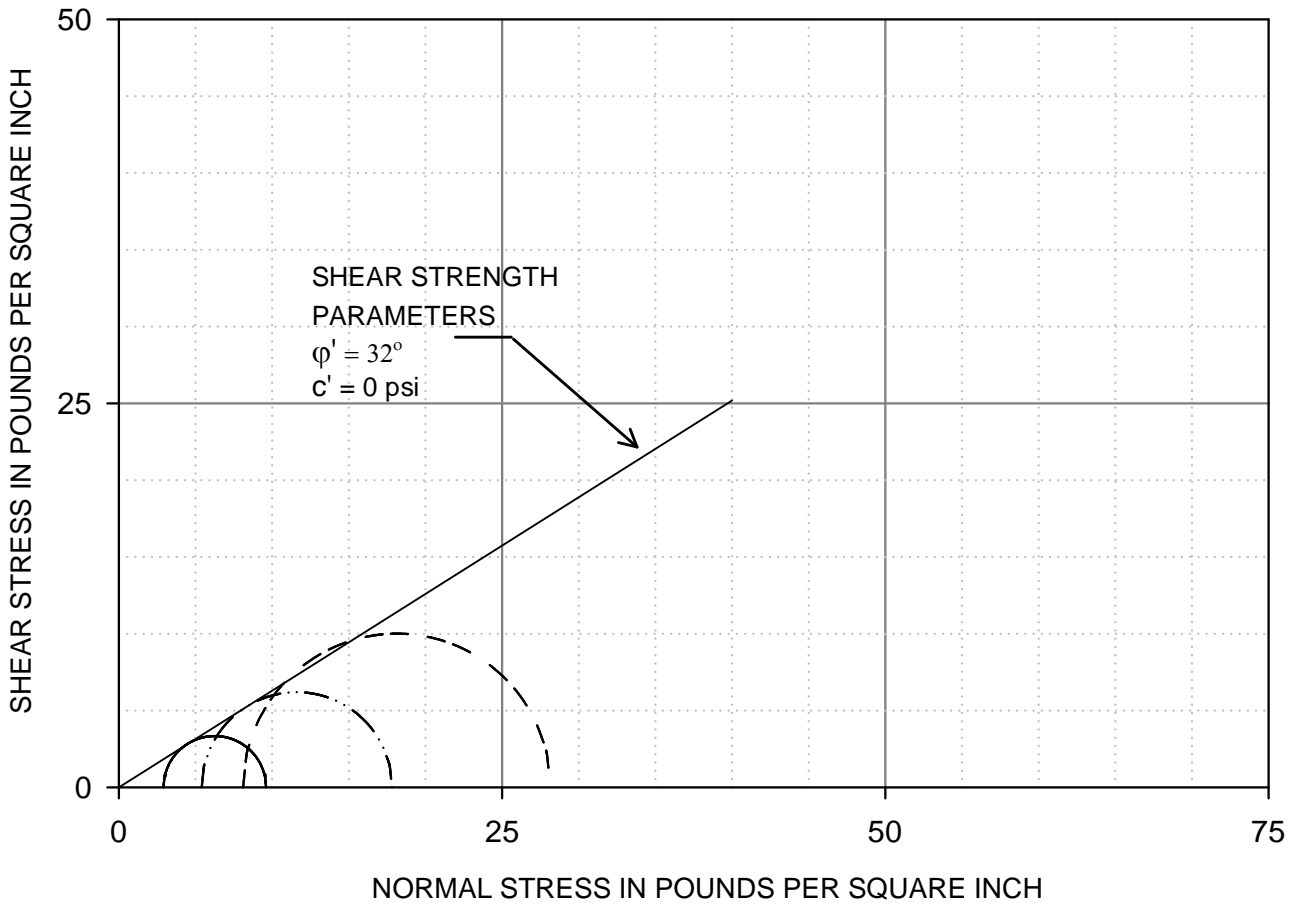 50
SHEAR STRESS IN POUNDS PER SQUARE INCH
SHEAR STRENGTH
PARAMETERS
φ' = 32º
c' = 0 psi
25
0
0 25 50 75
NORMAL STRESS IN POUNDS PER SQUARE INCH